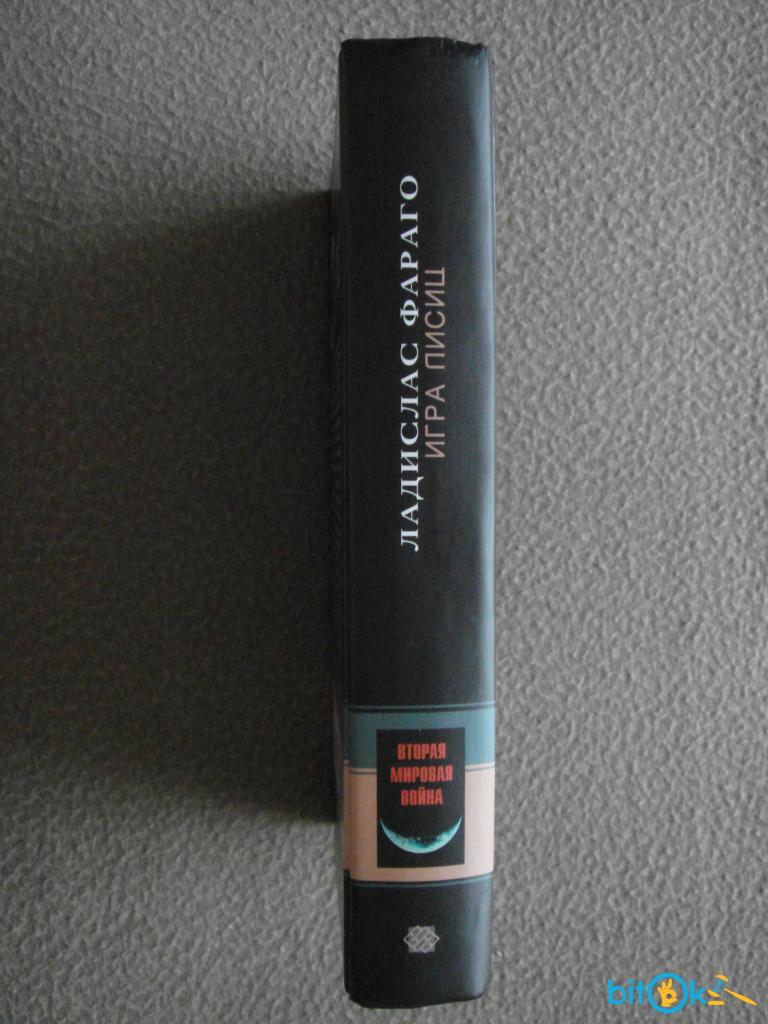 ЛАДИСЛАС ФАРАГО
ИГРА ЛИСИЦ
ВТОРАЯ
МИРОВАЯ
ВОЙНА
bitOk